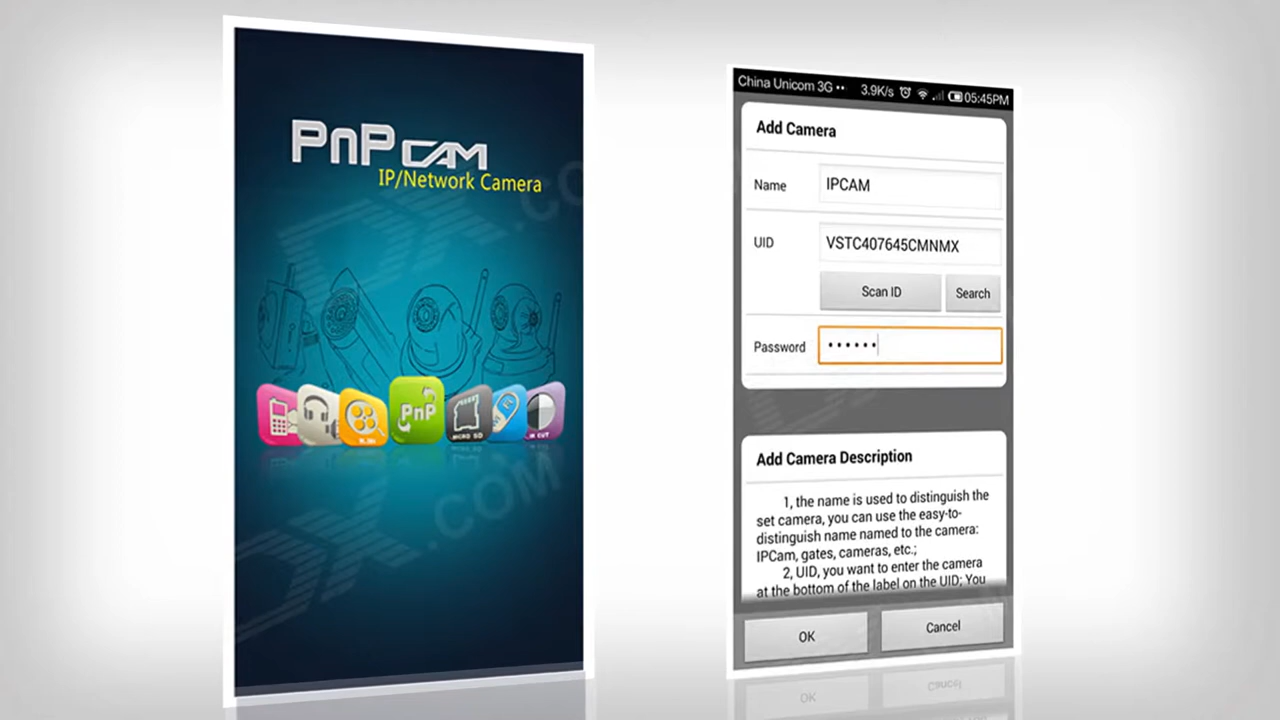 PnP CAM
IP/Network Camera
PnP
MICRO SD
.COM
China Unicom 3G •• 3.9K/s 05:45PM
Add Camera
Name IPCAM
UID VSTC407645CMNMX
Scan ID Search
Password ••••••
Add Camera Description
1, the name is used to distinguish the
set camera, you can use the easy-to-
distinguish name named to the camera:
IPCam, gates, cameras, etc.;
2, UID, you want to enter the camera
at the bottom of the label on the UID; You
OK Cancel